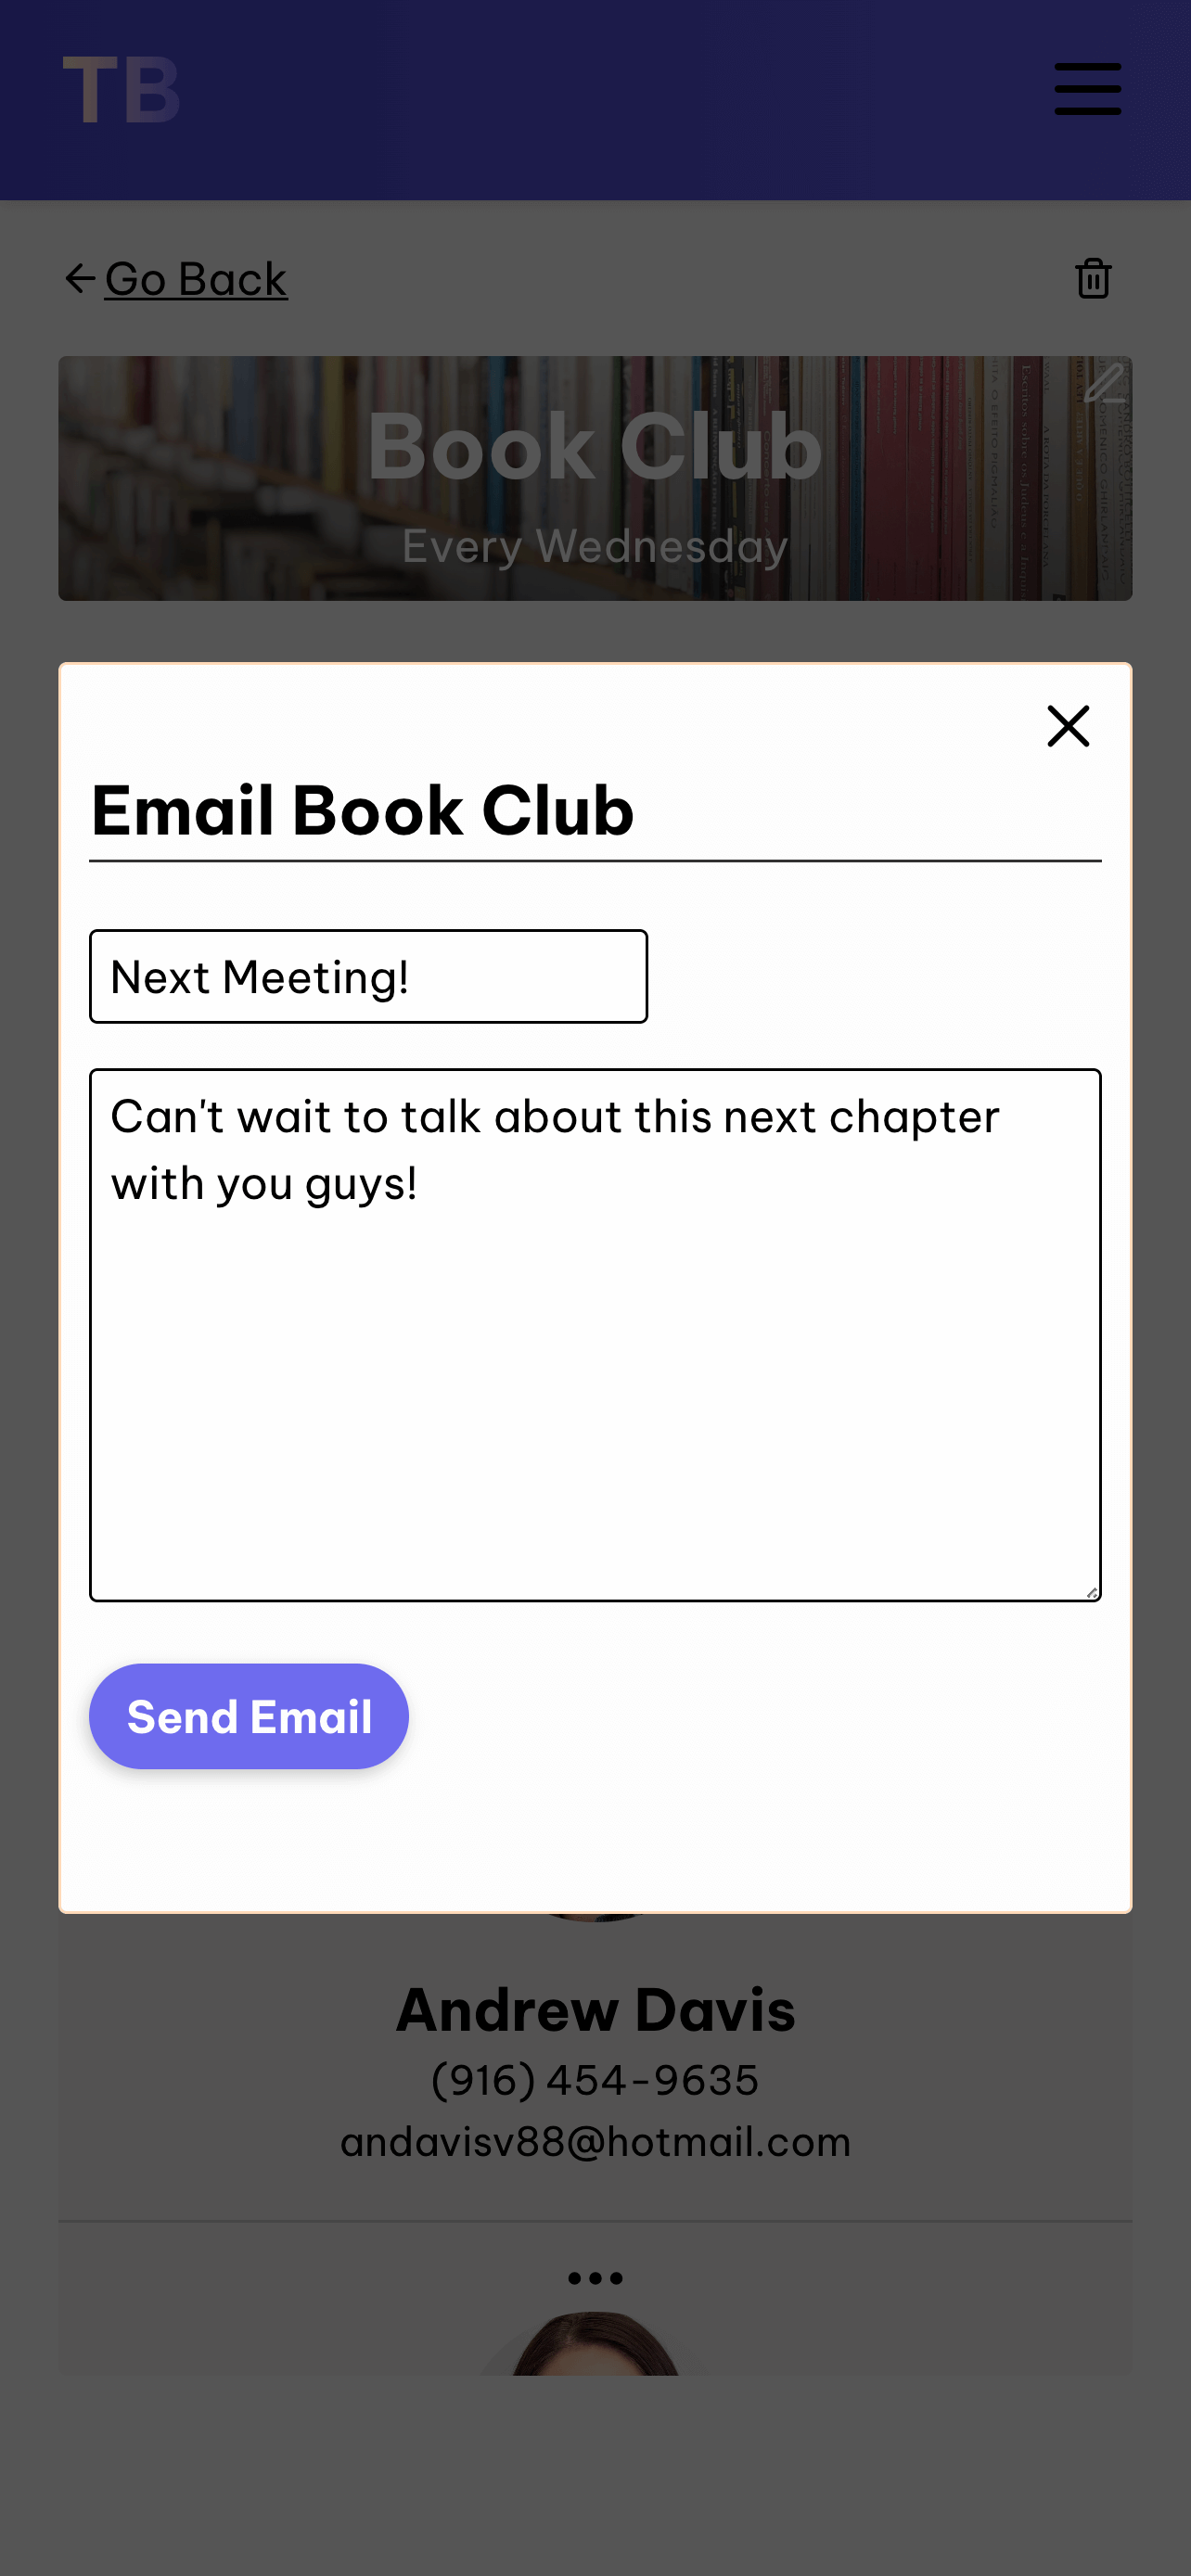 TB
Go Back
Book Club
Every Wednesday
Email Book Club
Next Meeting!
Can't wait to talk about this next chapter
with you guys!
Send Email
Andrew Davis
(916) 454-9635
andavisv88@hotmail.com